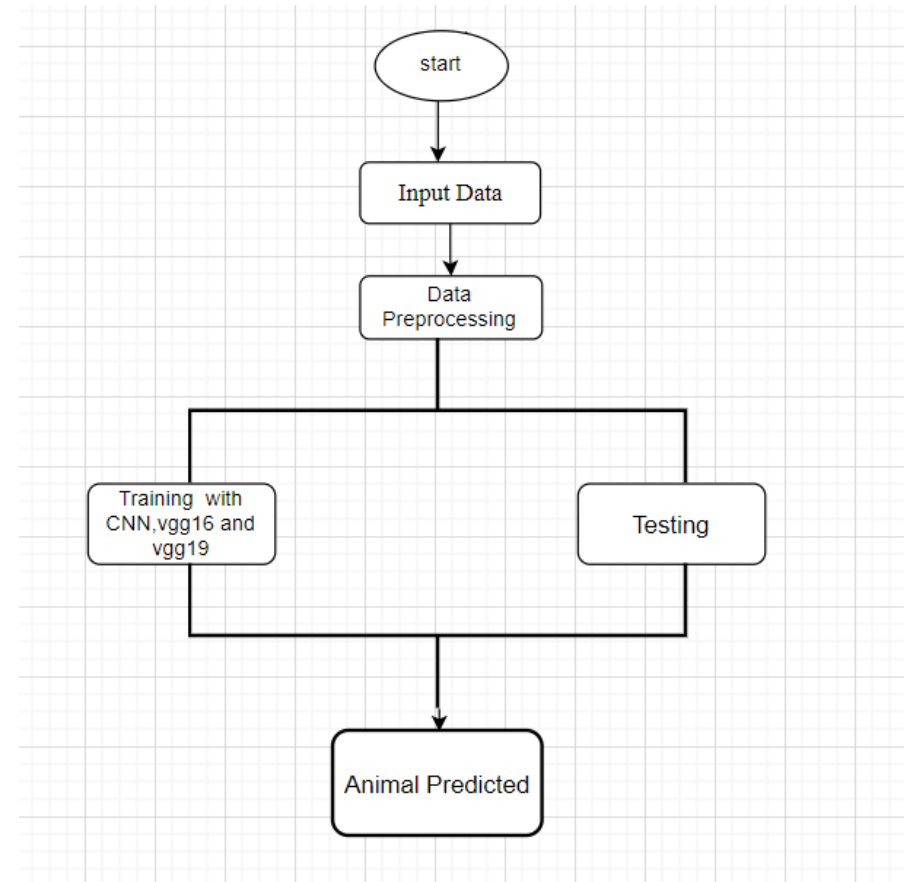 start
Input Data
Data
Preprocessing
Training with
CNN,vgg16 and
vgg19
Testing
Animal Predicted